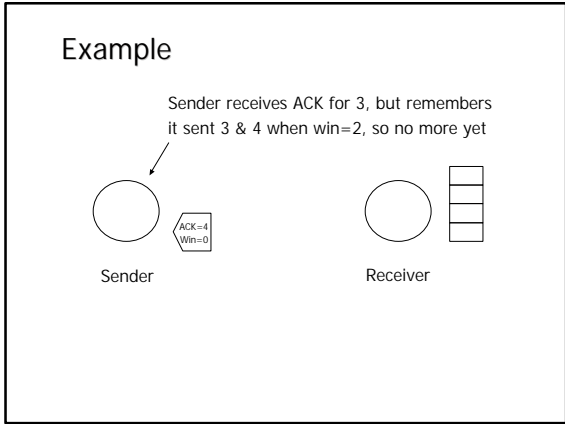 Example
Sender receives ACK for 3, but remembers
it sent 3 & 4 when win=2, so no more yet
ACK=4
Win=0
Sender
Receiver